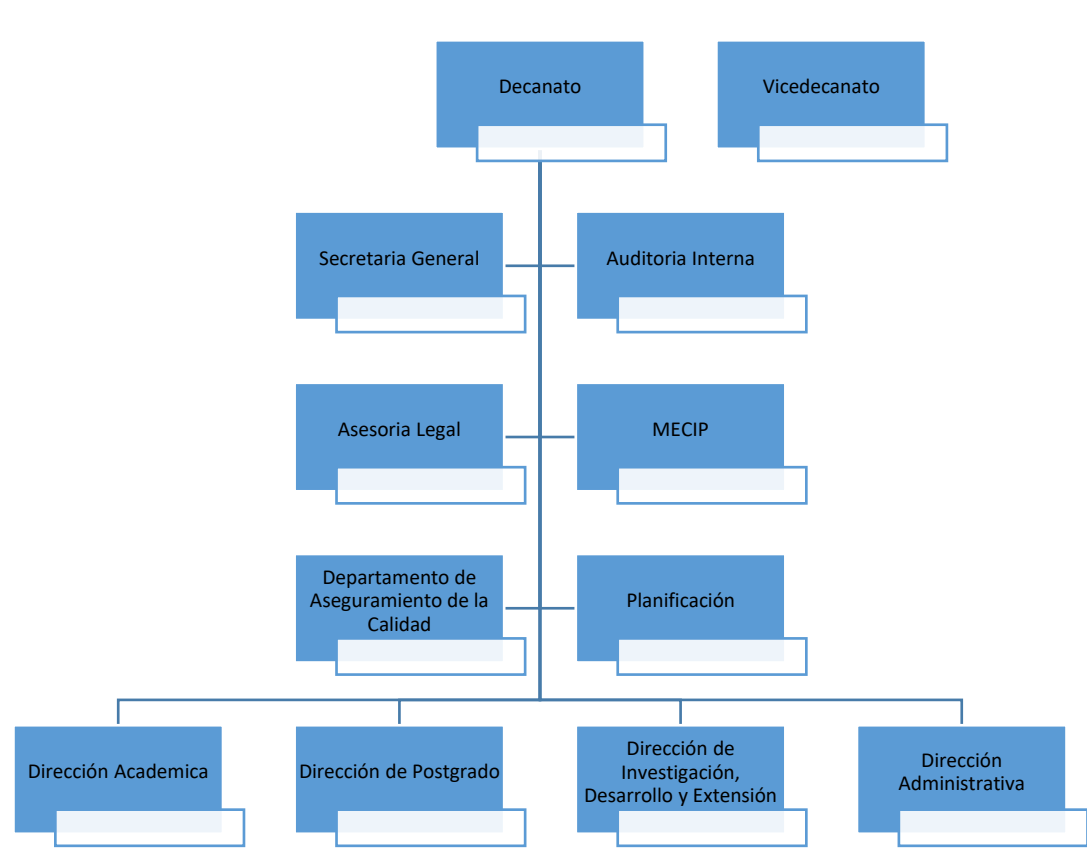 Decanato
Vicedecanato
Secretaria General
Auditoria Interna
Asesoria Legal
MECIP
Departamento de
Aseguramiento de la
Calidad
Planificación
Dirección Academica
Dirección de Postgrado
Dirección de
Investigación,
Desarrollo y Extensión
Dirección
Administrativa